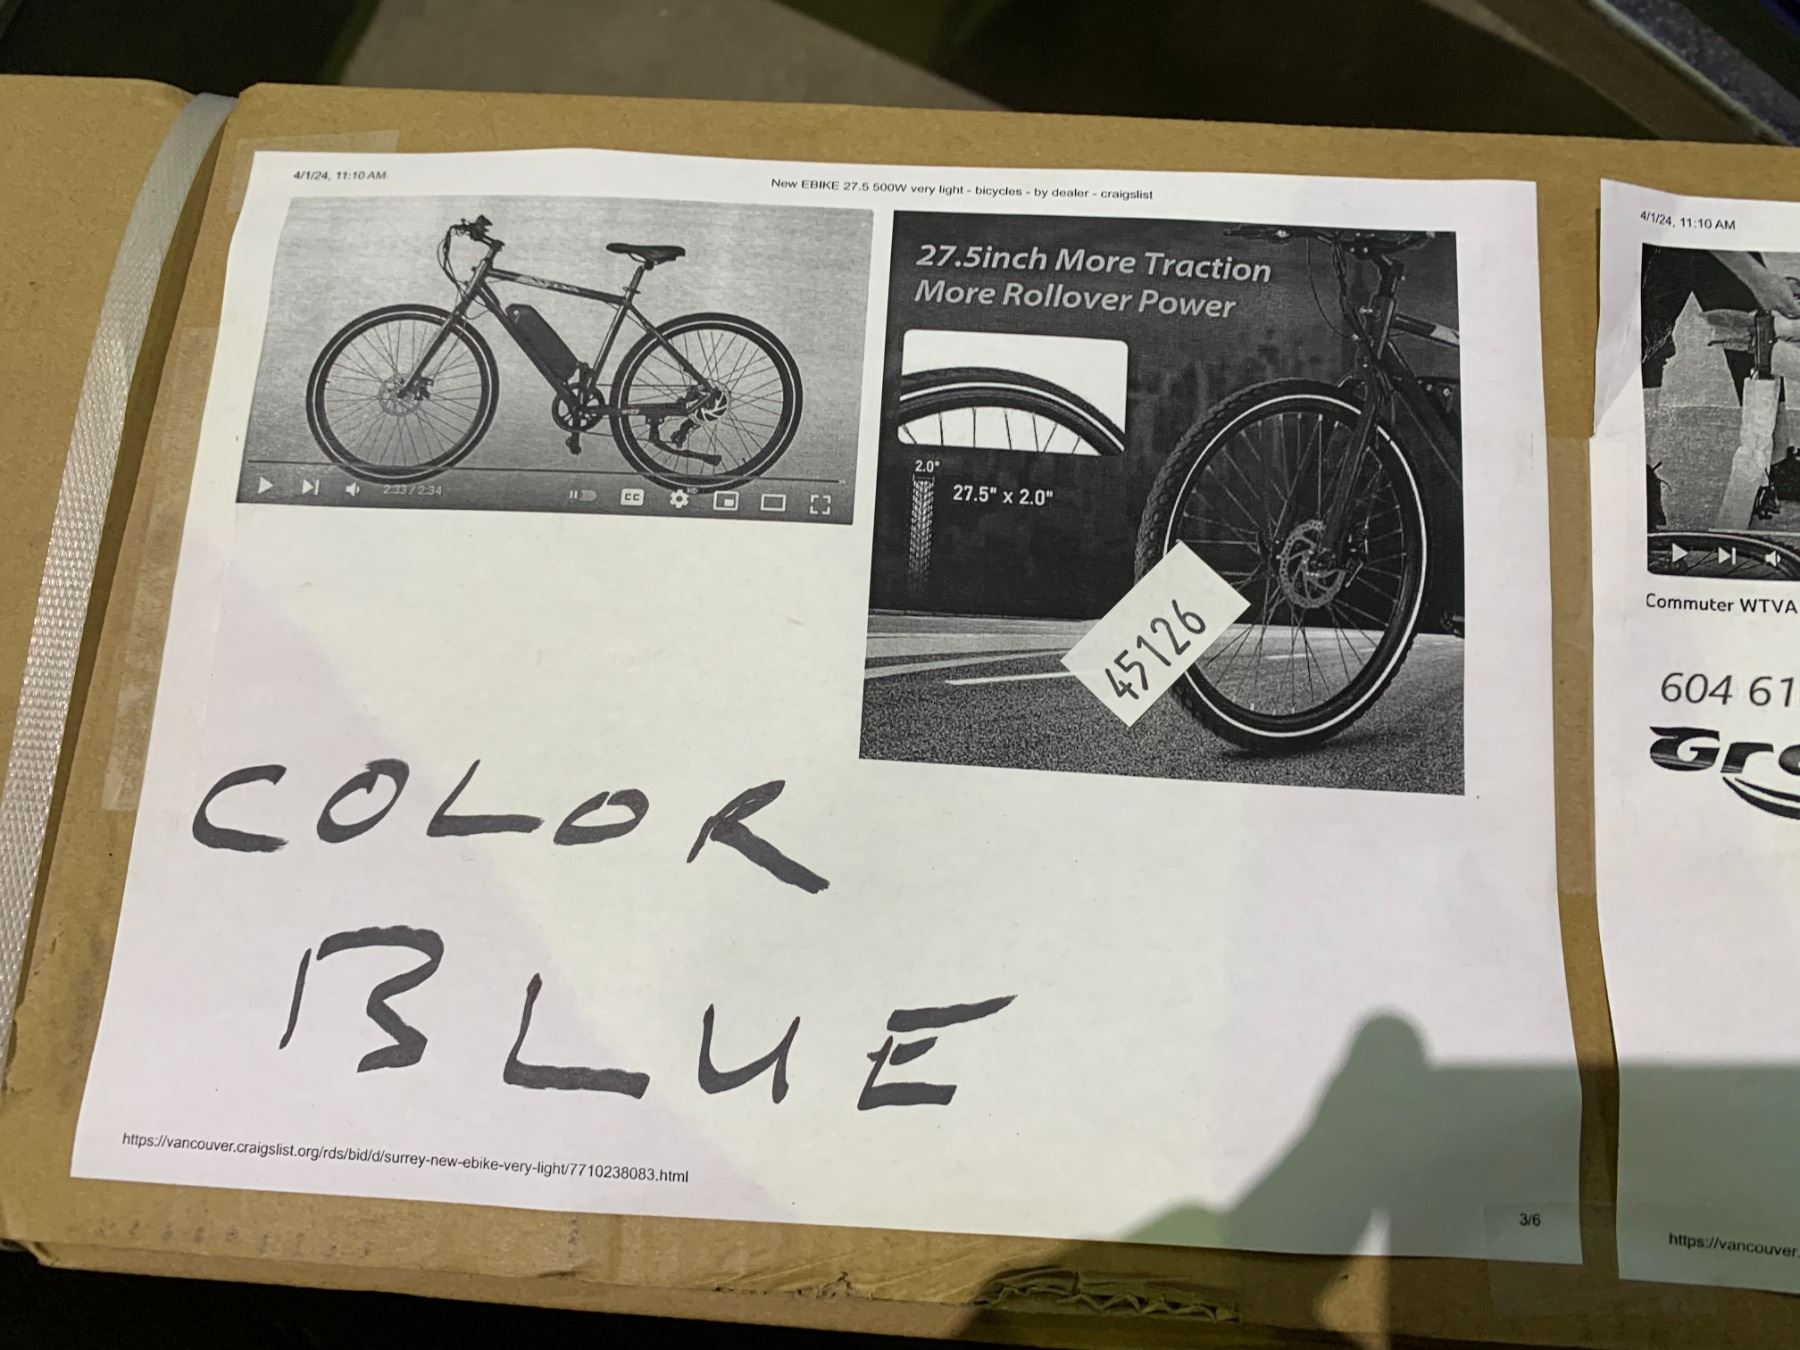 4/1/24, 11:10 AM
New EBIKE 27.5 500W very light - bicycles - by dealer - craigslist
27.5inch More Traction
More Rollover Power
2.0"
27.5" x 2.0"
2:33 / 2:34
CC
HD
45126
COLOR
BLUE
https://vancouver.craigslist.org/rds/bid/d/surrey-new-ebike-very-light/7710238083.html
3/6
4/1/24, 11:10 AM
Commuter WTVA
604 61
Gro
https://vancouver.